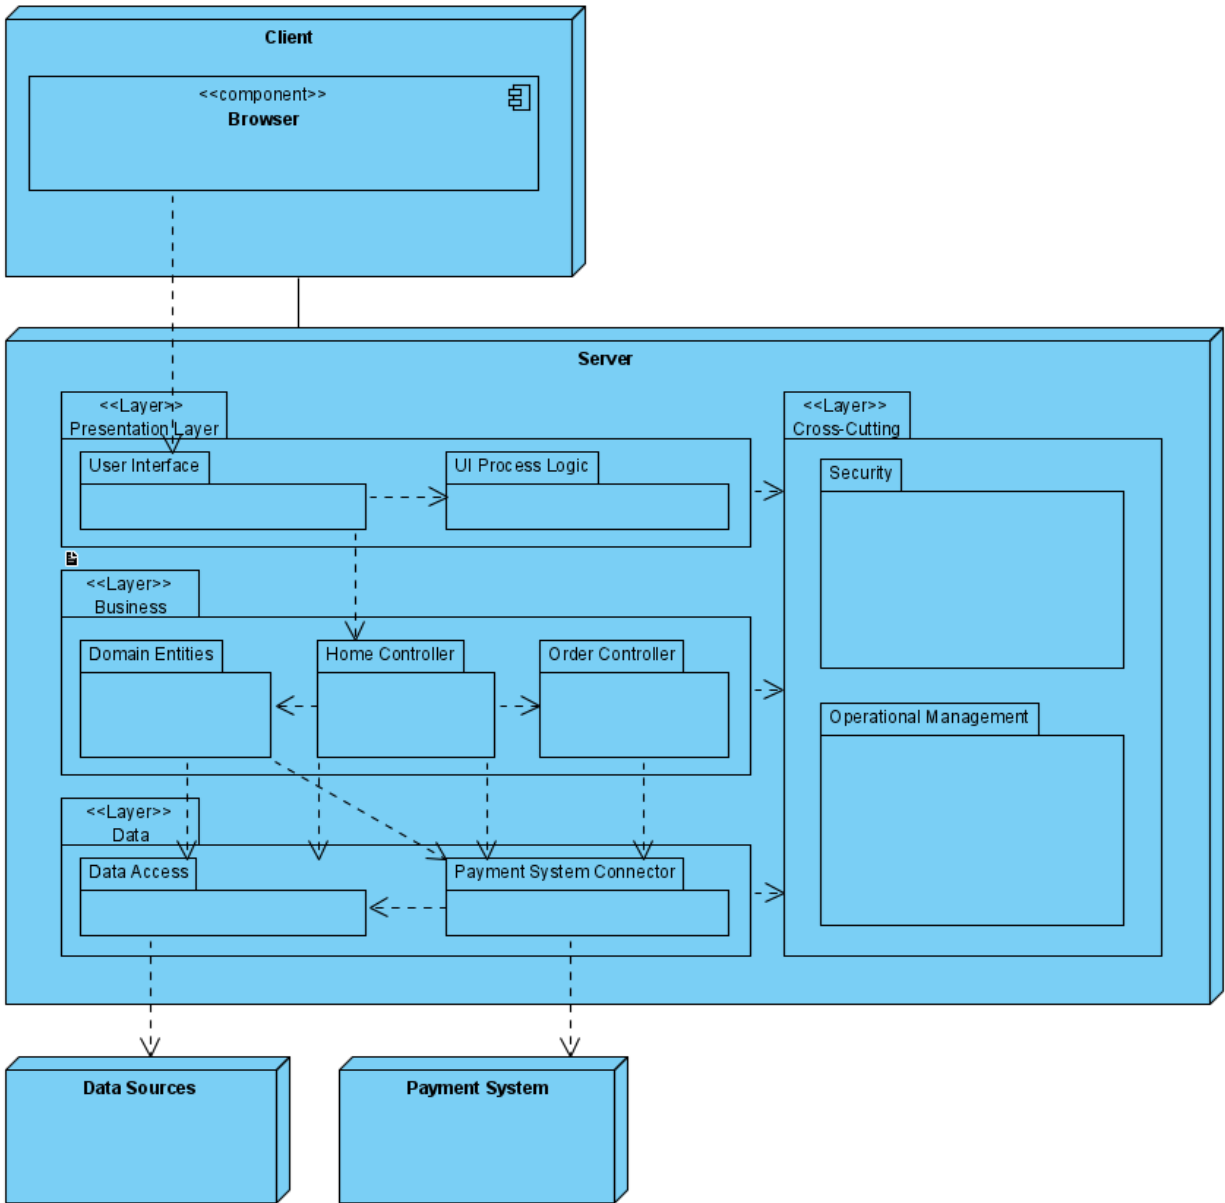 Client
<<component>>
Browser
Server
<<Layer>>
Presentation Layer
<<Layer>>
Cross-Cutting
User Interface
UI Process Logic
Security
<<Layer>>
Business
Domain Entities
Home Controller
Order Controller
Operational Management
<<Layer>>
Data
Data Access
Payment System Connector
Data Sources
Payment System